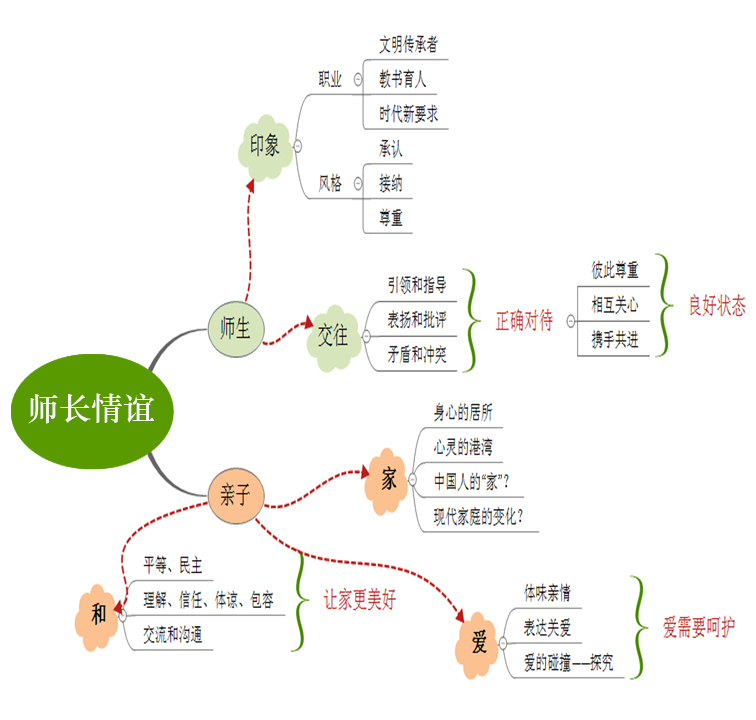 师长情谊
师生
印象
职业
文明传承者
教书育人
时代新要求
风格
承认
接纳
尊重
交往
引领和指导
表扬和批评
矛盾和冲突
正确对待
彼此尊重
相互关心
携手共进
良好状态
亲子
家
身心的居所
心灵的港湾
中国人的“家”?
现代家庭的变化?
和
平等、民主
理解、信任、体谅、包容
交流和沟通
让家更美好
爱
体味亲情
表达关爱
爱的碰撞——探究
爱需要呵护